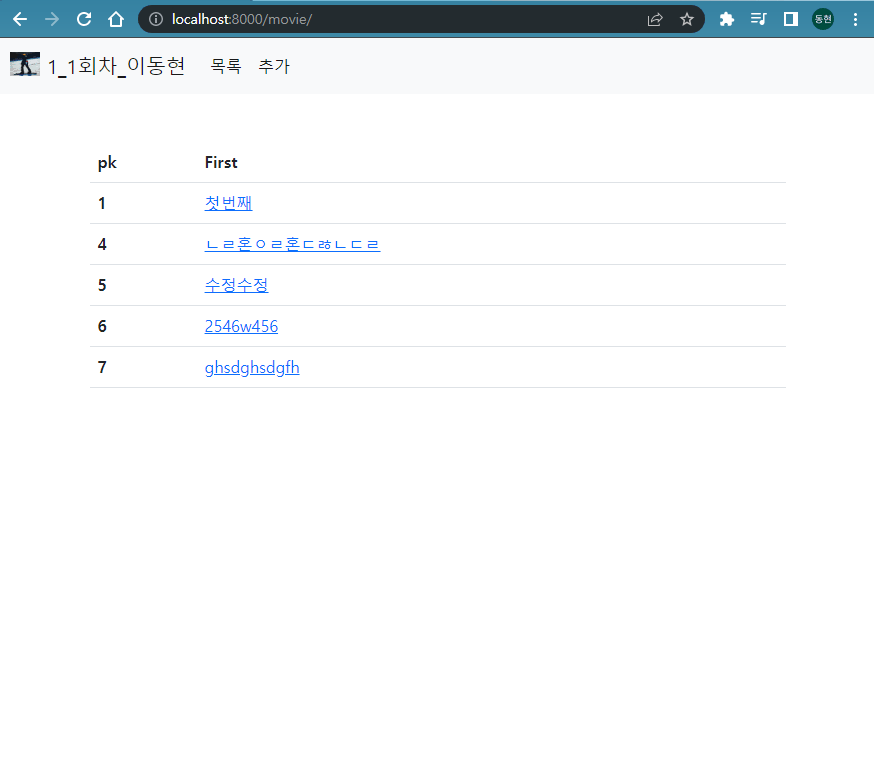 localhost:8000/movie/
동현
1_1회차_이동현 목록 추가
pk First
1 첫번째
4 ㄴㄹ혼ㅇㄹ혼ㄷㅀㄴㄷㄹ
5 수정수정
6 2546w456
7 ghsdghsdgfh